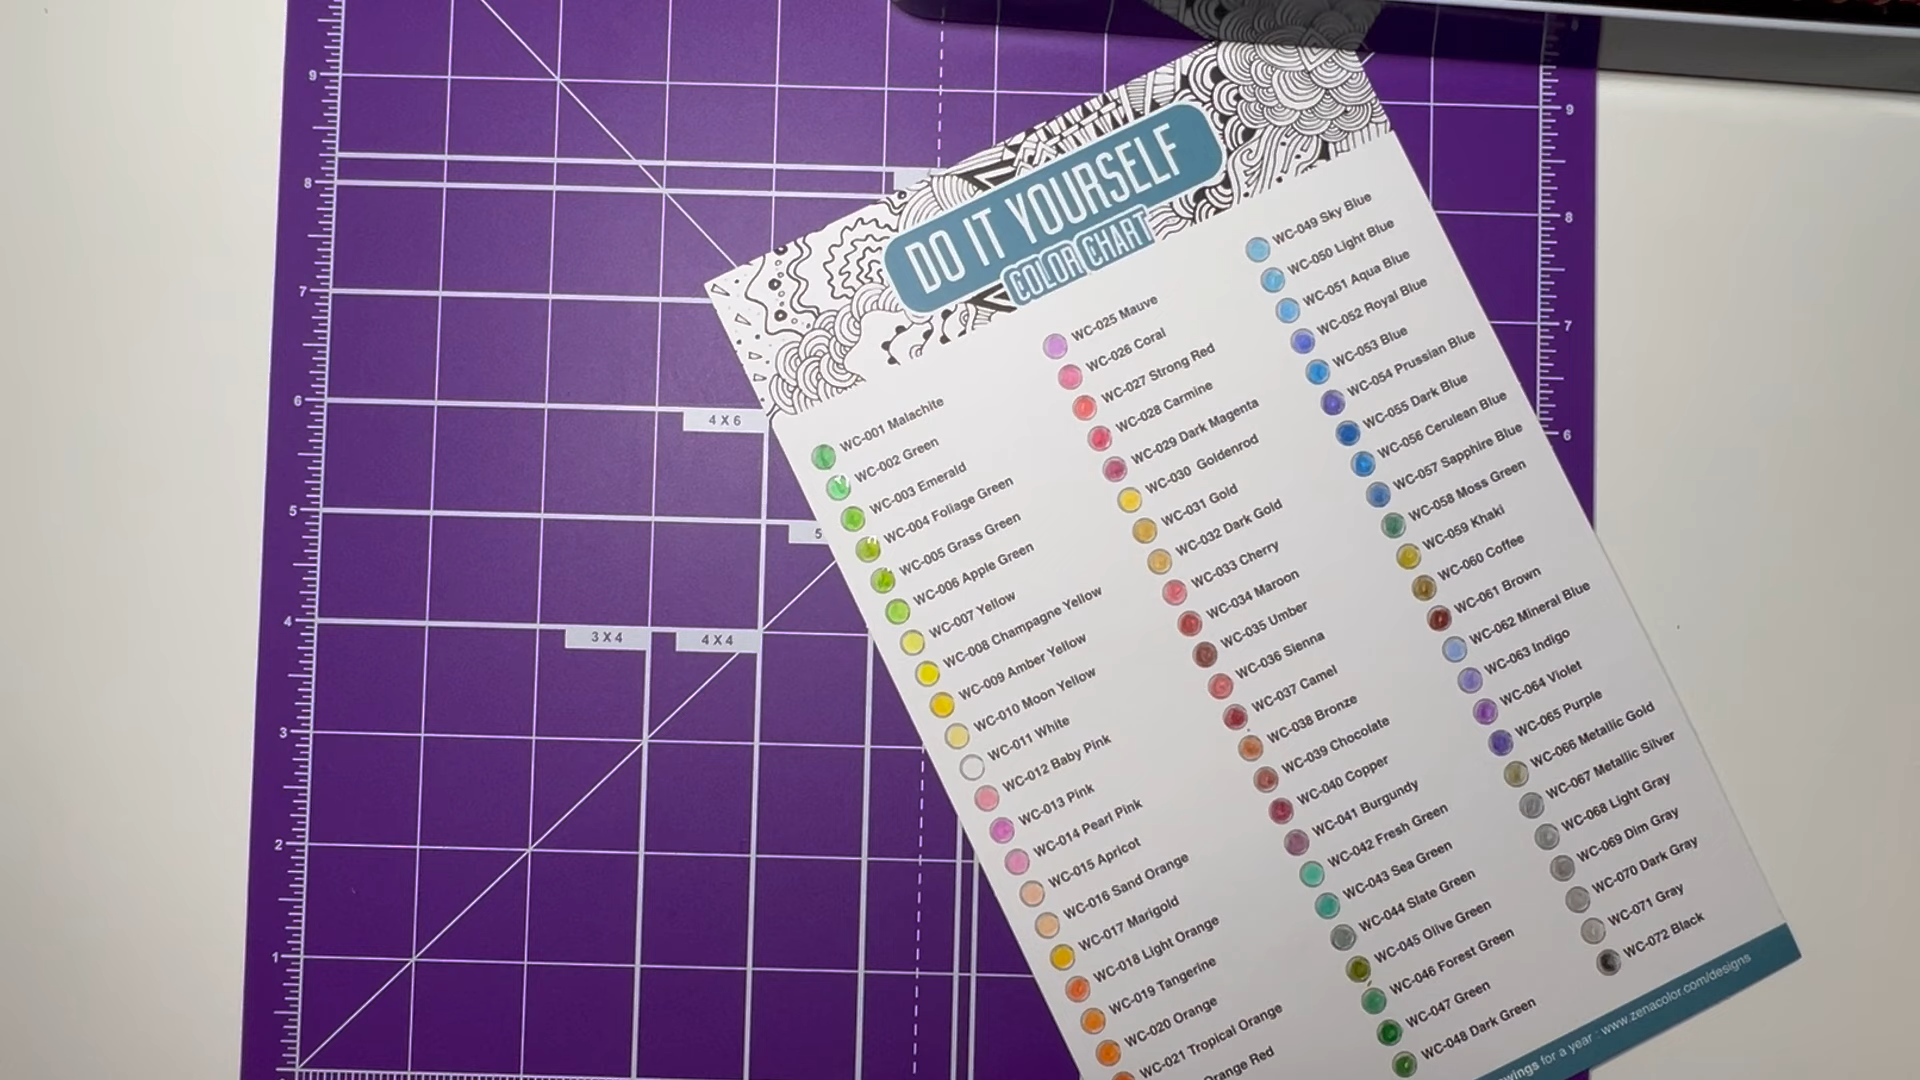 DO IT YOURSELF
COLOR CHART
WC-001 Malachite
WC-002 Green
WC-003 Emerald
WC-004 Foliage Green
WC-005 Grass Green
WC-006 Apple Green
WC-007 Yellow
WC-008 Champagne Yellow
WC-009 Amber Yellow
WC-010 Moon Yellow
WC-011 White
WC-012 Baby Pink
WC-013 Pink
WC-014 Pearl Pink
WC-015 Apricot
WC-016 Sand Orange
WC-017 Marigold
WC-018 Light Orange
WC-019 Tangerine
WC-020 Orange
WC-021 Tropical Orange
Orange Red
WC-025 Mauve
WC-026 Coral
WC-027 Strong Red
WC-028 Carmine
WC-029 Dark Magenta
WC-030 Goldenrod
WC-031 Gold
WC-032 Dark Gold
WC-033 Cherry
WC-034 Maroon
WC-035 Umber
WC-036 Sienna
WC-037 Camel
WC-038 Bronze
WC-039 Chocolate
WC-040 Copper
WC-041 Burgundy
WC-042 Fresh Green
WC-043 Sea Green
WC-044 Slate Green
WC-045 Olive Green
WC-046 Forest Green
WC-047 Green
WC-048 Dark Green
WC-049 Sky Blue
WC-050 Light Blue
WC-051 Aqua Blue
WC-052 Royal Blue
WC-053 Blue
WC-054 Prussian Blue
WC-055 Dark Blue
WC-056 Cerulean Blue
WC-057 Sapphire Blue
WC-058 Moss Green
WC-059 Khaki
WC-060 Coffee
WC-061 Brown
WC-062 Mineral Blue
WC-063 Indigo
WC-064 Violet
WC-065 Purple
WC-066 Metallic Gold
WC-067 Metallic Silver
WC-068 Light Gray
WC-069 Dim Gray
WC-070 Dark Gray
WC-071 Gray
WC-072 Black
wings for a year : www.zenacolor.com/designs
9
8
7
6
5
4
3
2
1
4 X 6
5
3 X 4
4 X 4
9
8
7
6